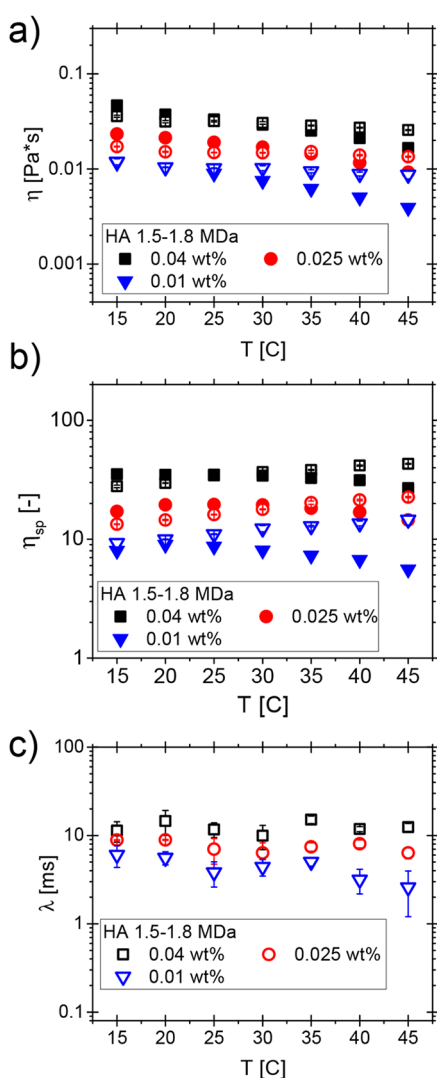 a)
0.1
0.01
0.001
η [Pa*s]
HA 1.5-1.8 MDa
0.04 wt% 0.025 wt%
0.01 wt%
15 20 25 30 35 40 45
T [C]
b)
100
10
1
ηsp [-]
HA 1.5-1.8 MDa
0.04 wt% 0.025 wt%
0.01 wt%
15 20 25 30 35 40 45
T [C]
c)
100
10
1
0.1
λ [ms]
HA 1.5-1.8 MDa
0.04 wt% 0.025 wt%
0.01 wt%
15 20 25 30 35 40 45
T [C]